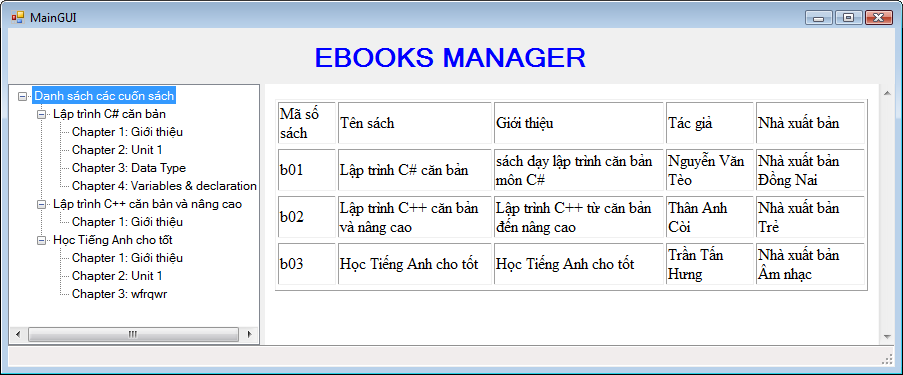 MainGUI
EBOOKS MANAGER
Danh sách các cuốn sách
Lập trình C# căn bản
Chapter 1: Giới thiệu
Chapter 2: Unit 1
Chapter 3: Data Type
Chapter 4: Variables & declaration
Lập trình C++ căn bản và nâng cao
Chapter 1: Giới thiệu
Học Tiếng Anh cho tốt
Chapter 1: Giới thiệu
Chapter 2: Unit 1
Chapter 3: wfrqwr
Mã số
sách
Tên sách
Giới thiệu
Tác giả
Nhà xuất bản
b01
Lập trình C# căn bản
sách dạy lập trình căn bản
môn C#
Nguyễn Văn
Tèo
Nhà xuất bản
Đồng Nai
b02
Lập trình C++ căn bản
và nâng cao
Lập trình C++ từ căn bản
đến nâng cao
Thân Anh
Còi
Nhà xuất bản
Trẻ
b03
Học Tiếng Anh cho tốt
Học Tiếng Anh cho tốt
Trần Tấn
Hưng
Nhà xuất bản
Âm nhạc